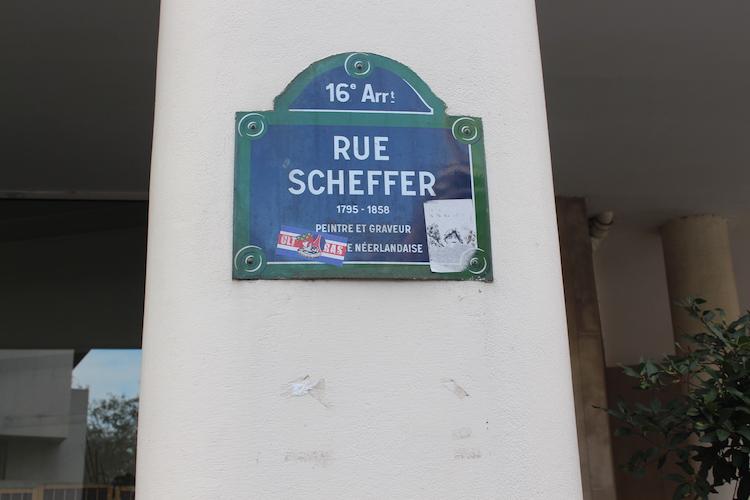 16e Arrt
RUE
SCHEFFER
1795 - 1858
PEINTRE ET GRAVEUR
E NÉERLANDAISE